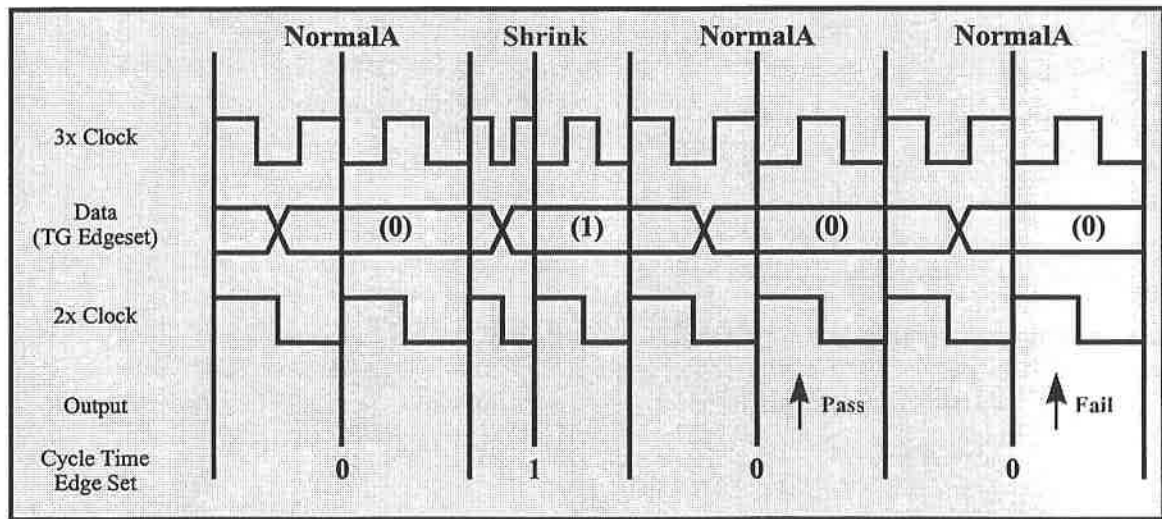 NormalA Shrink NormalA NormalA
3x Clock
Data
(TG Edgeset)
(0) (1) (0) (0)
2x Clock
Output
Pass Fail
Cycle Time
Edge Set
0 1 0 0